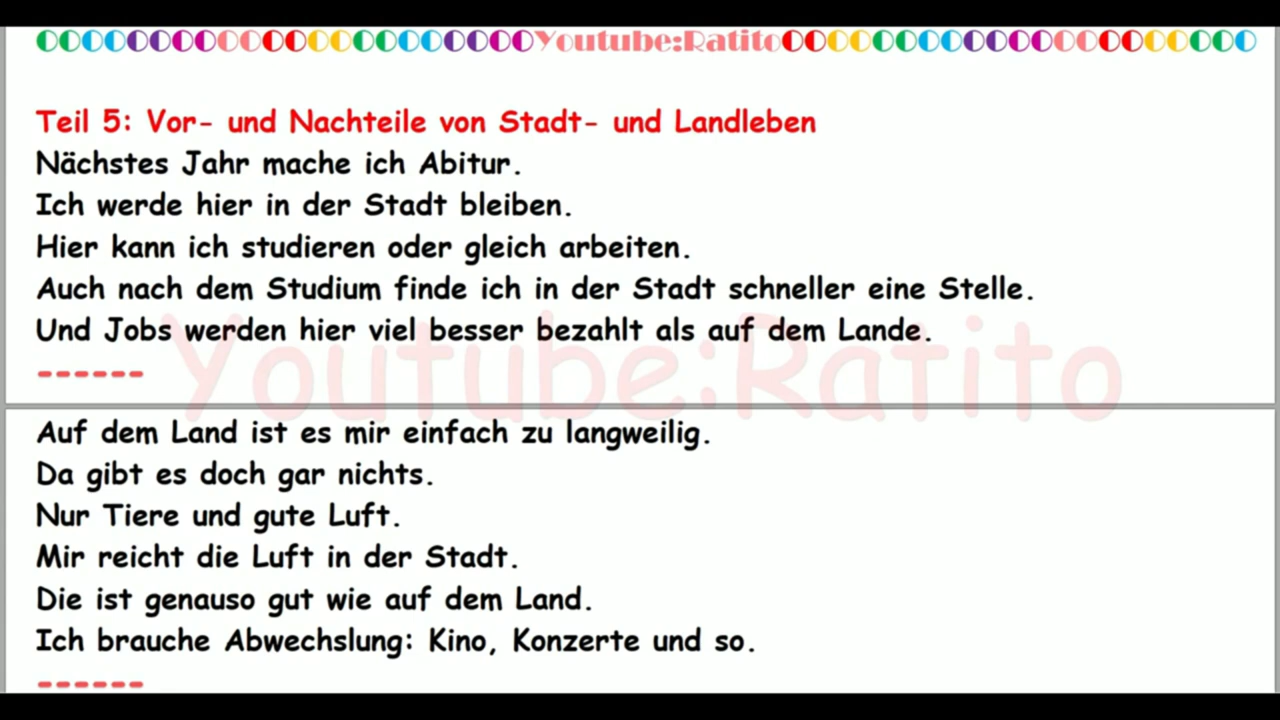 Youtube:Ratito
Teil 5: Vor- und Nachteile von Stadt- und Landleben
Nächstes Jahr mache ich Abitur.
Ich werde hier in der Stadt bleiben.
Hier kann ich studieren oder gleich arbeiten.
Auch nach dem Studium finde ich in der Stadt schneller eine Stelle.
Und Jobs werden hier viel besser bezahlt als auf dem Lande.
Youtube:Ratito
------
Auf dem Land ist es mir einfach zu langweilig.
Da gibt es doch gar nichts.
Nur Tiere und gute Luft.
Mir reicht die Luft in der Stadt.
Die ist genauso gut wie auf dem Land.
Ich brauche Abwechslung: Kino, Konzerte und so.
------